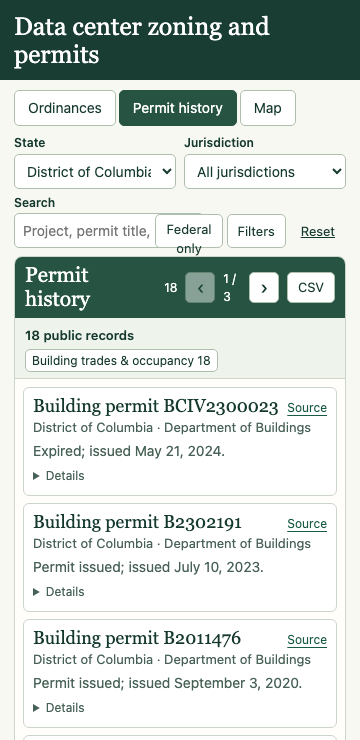 Data center zoning and
permits
Ordinances
Permit history
Map
State
Jurisdiction
District of Columbia
All jurisdictions
Search
Project, permit title,
Federal
only
Filters
Reset
Permit
history
18
‹
1 /
3
›
CSV
18 public records
Building trades & occupancy 18
Building permit BCIV2300023
Source
District of Columbia · Department of Buildings
Expired; issued May 21, 2024.
Details
Building permit B2302191
Source
District of Columbia · Department of Buildings
Permit issued; issued July 10, 2023.
Details
Building permit B2011476
Source
District of Columbia · Department of Buildings
Permit issued; issued September 3, 2020.
Details